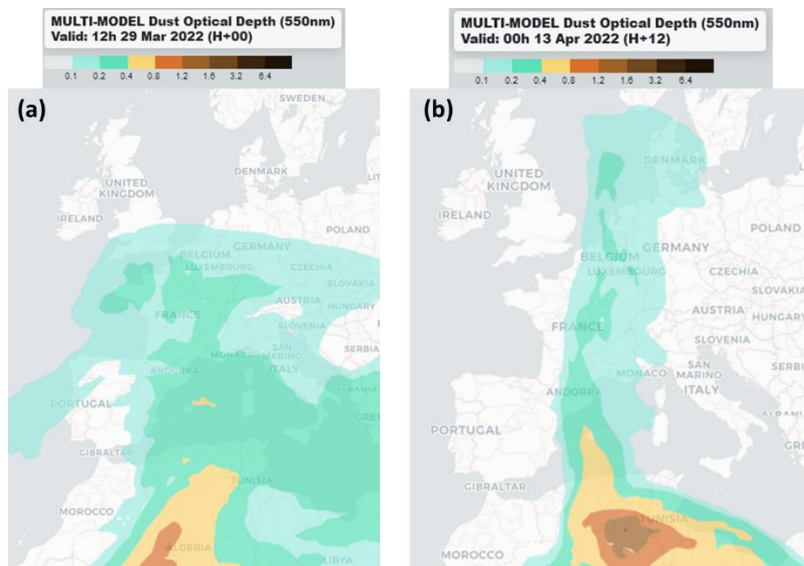 MULTI-MODEL Dust Optical Depth (550nm)
Valid: 12h 29 Mar 2022 (H+00)
0.1 0.2 0.4 0.8 1.2 1.6 3.2 6.4
(a)
SWEDEN
DENMARK
UNITED
KINGDOM
IRELAND
POLAND
BELGIUM
GERMANY
LUXEMBOURG
CZECHIA
SLOVAKIA
AUSTRIA
HUNGARY
FRANCE
SLOVENIA
SERBIA
MONACO
SAN
MARINO
ITALY
ANDORRA
PORTUGAL
GIBRALTAR
TUNISIA
MOROCCO
ALGERIA
LIBYA
MULTI-MODEL Dust Optical Depth (550nm)
Valid: 00h 13 Apr 2022 (H+12)
0.1 0.2 0.4 0.8 1.2 1.6 3.2 6.4
(b)
DENMARK
UNITED
KINGDOM
IRELAND
POLAND
GERMANY
BELGIUM
LUXEMBOURG
CZECHIA
SLOVAKIA
AUSTRIA
HUNGARY
FRANCE
SLOVENIA
MONACO
SAN
MARINO
ITALY
ANDORRA
PORTUGAL
GIBRALTAR
TUNISIA
MOROCCO